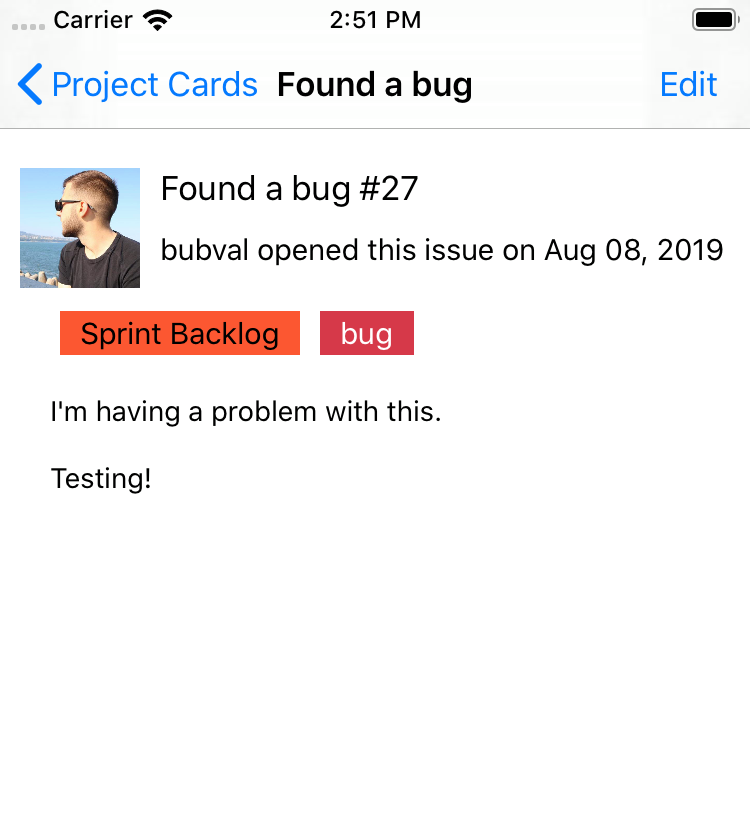 Carrier 2:51 PM
Project Cards Found a bug Edit
Found a bug #27
bubval opened this issue on Aug 08, 2019
Sprint Backlog bug
I'm having a problem with this.
Testing!